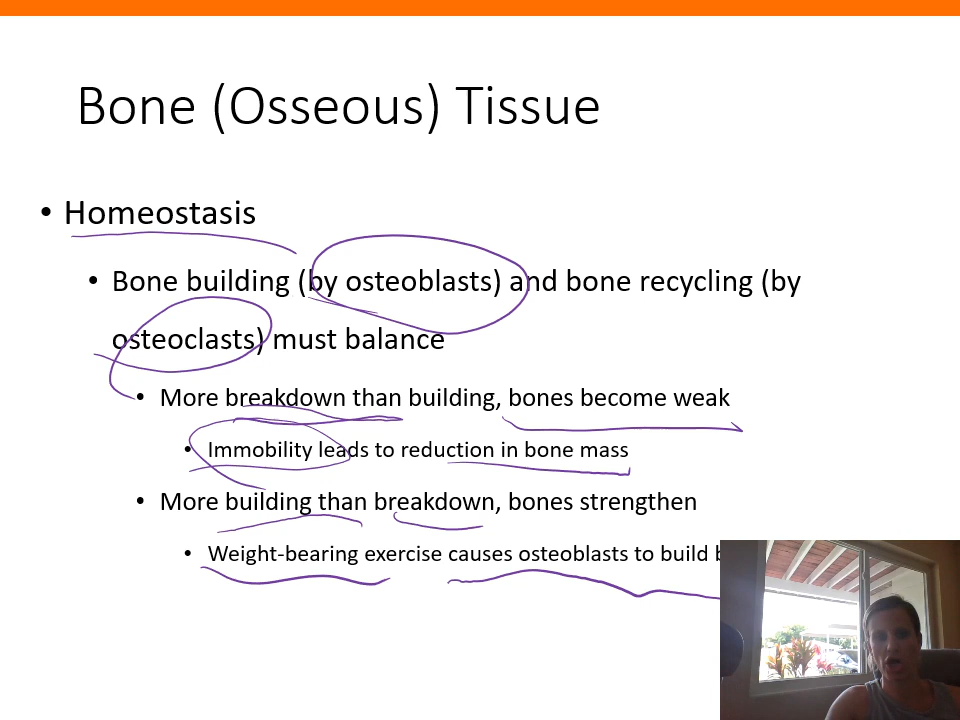 Bone (Osseous) Tissue
• Homeostasis
• Bone building (by osteoblasts) and bone recycling (by
osteoclasts) must balance
• More breakdown than building, bones become weak
• Immobility leads to reduction in bone mass
• More building than breakdown, bones strengthen
• Weight-bearing exercise causes osteoblasts to build